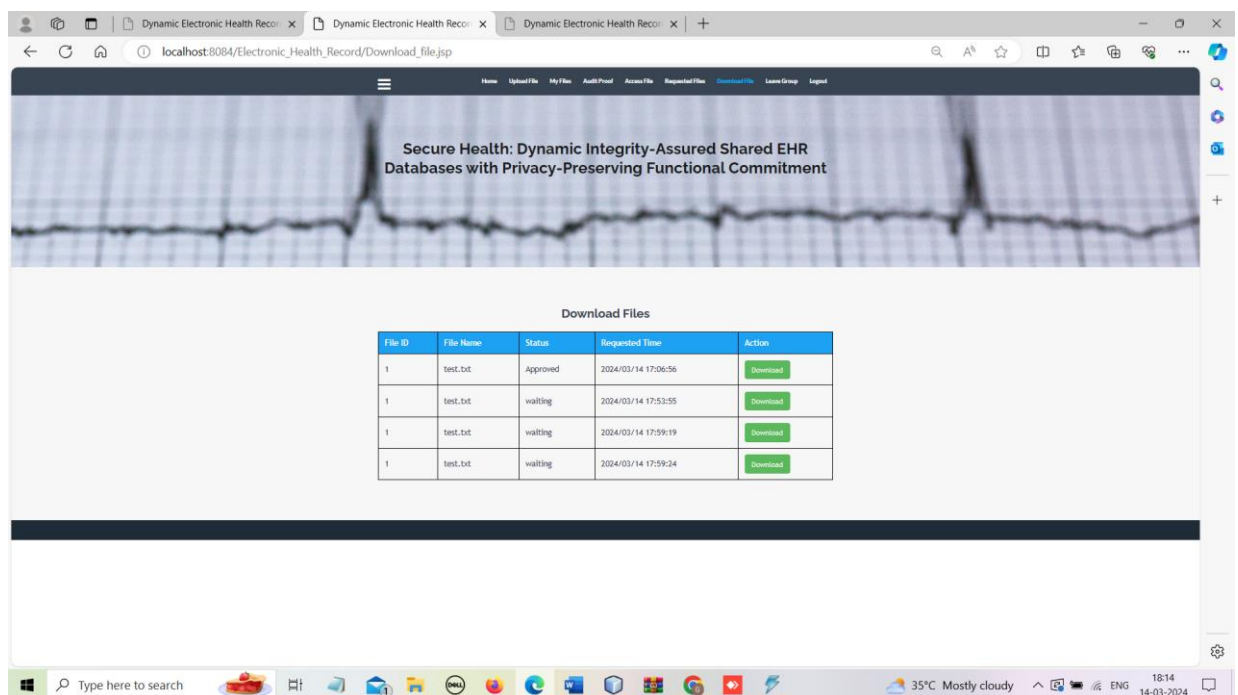 Dynamic Electronic Health Recor
Dynamic Electronic Health Recor
Dynamic Electronic Health Recor
localhost:8084/Electronic_Health_Record/Download_file.jsp
Home Upload File My Files Audit Proof Access File Requested Files Download File Leave Group Logout
Secure Health: Dynamic Integrity-Assured Shared EHR
Databases with Privacy-Preserving Functional Commitment
Download Files
File ID File Name Status Requested Time Action
1 test.txt Approved 2024/03/14 17:06:56 Download
1 test.txt waiting 2024/03/14 17:53:55 Download
1 test.txt waiting 2024/03/14 17:59:19 Download
1 test.txt waiting 2024/03/14 17:59:24 Download
Type here to search
DELL
35°C Mostly cloudy
ENG
18:14
14-03-2024